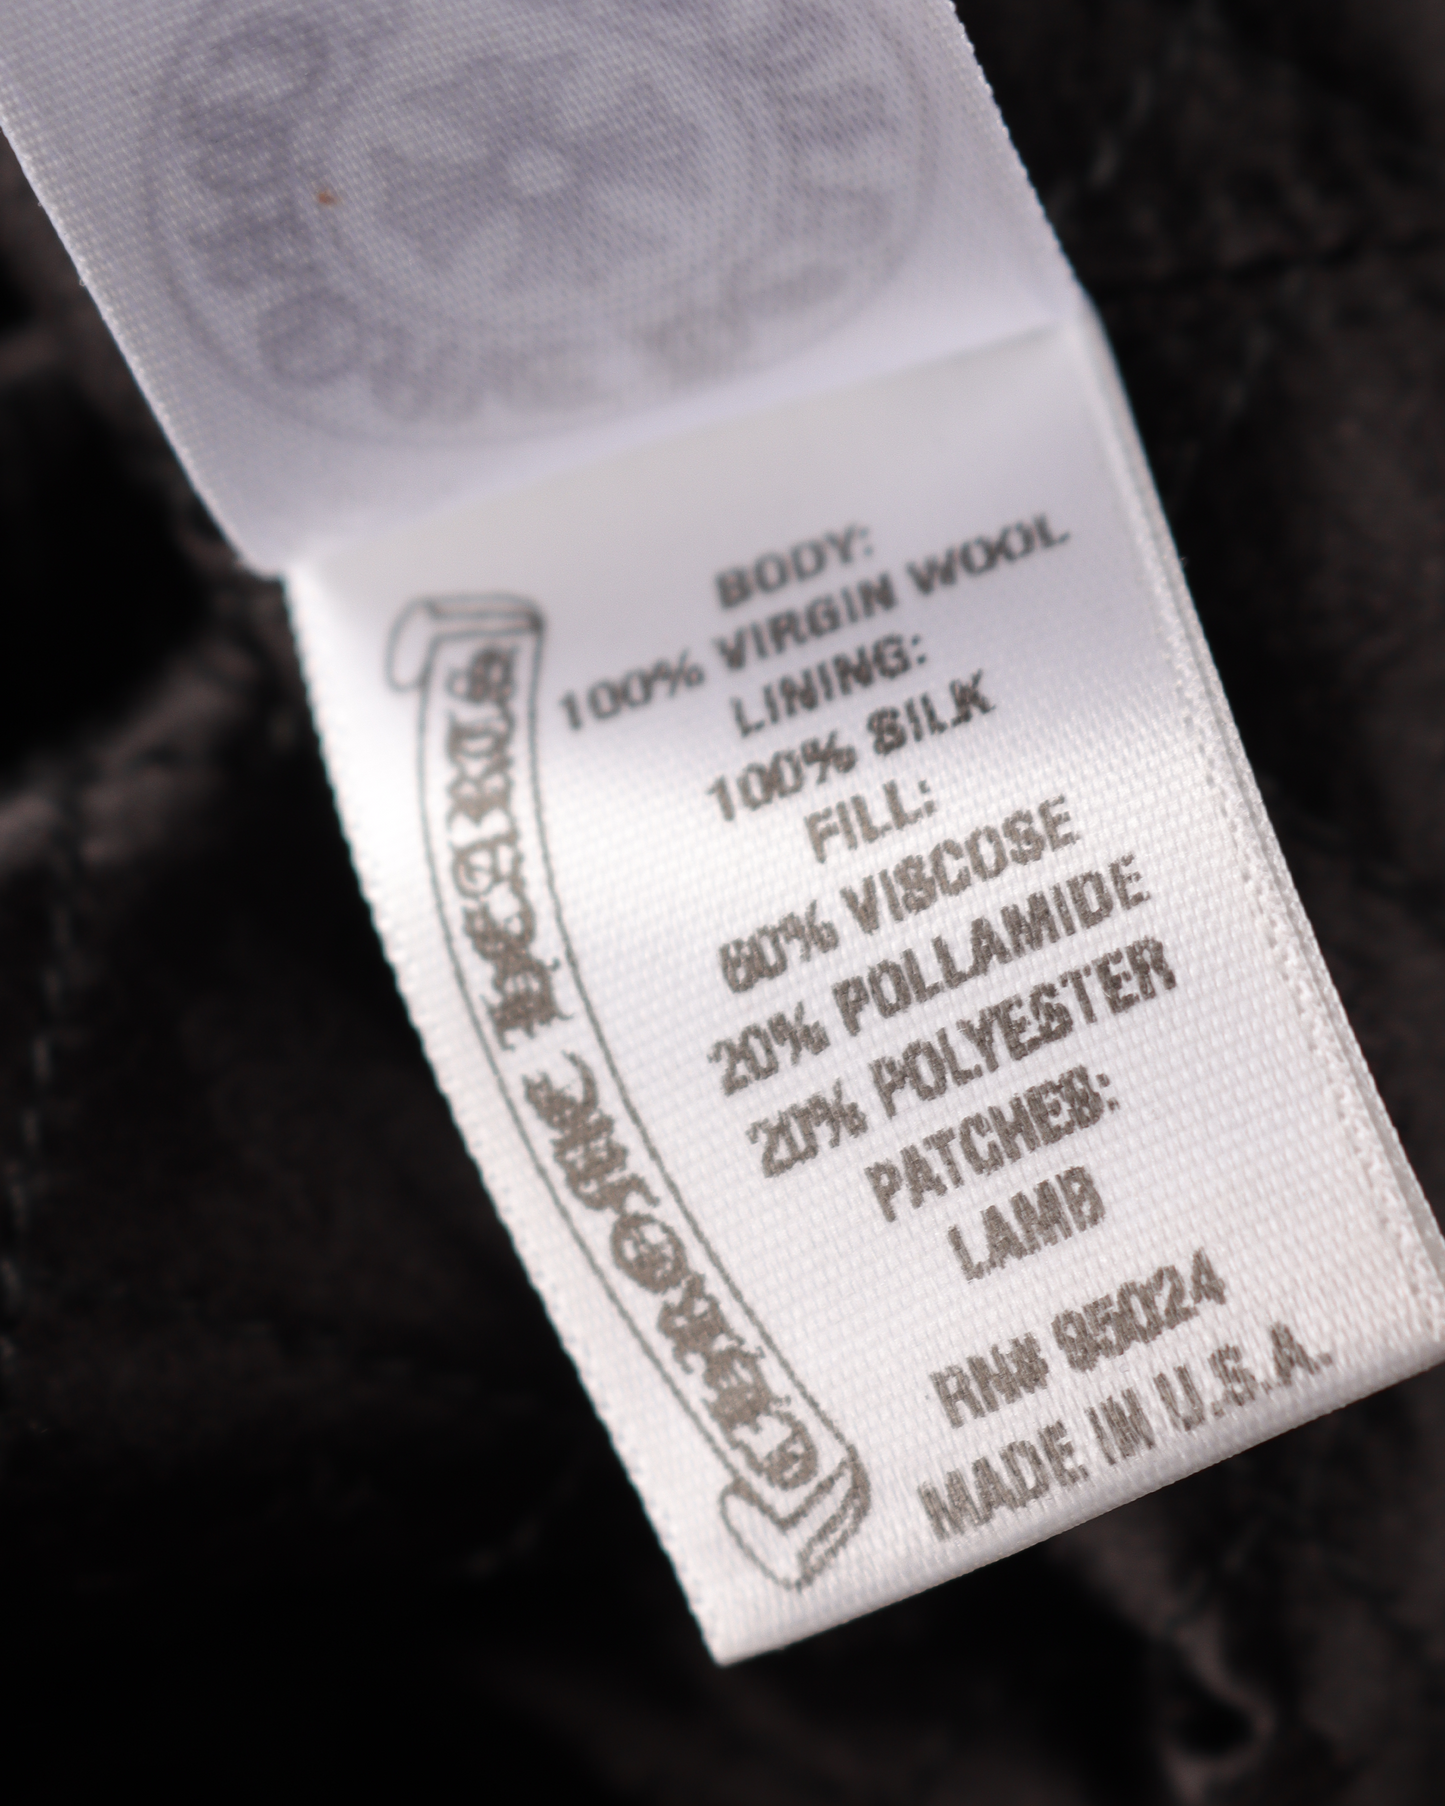 CHROME HEARTS
BODY:
100% VIRGIN WOOL
LINING:
100% SILK
FILL:
60% VISCOSE
20% POLLAMIDE
20% POLYESTER
PATCHES:
LAMB
RN# 95024
MADE IN U.S.A.